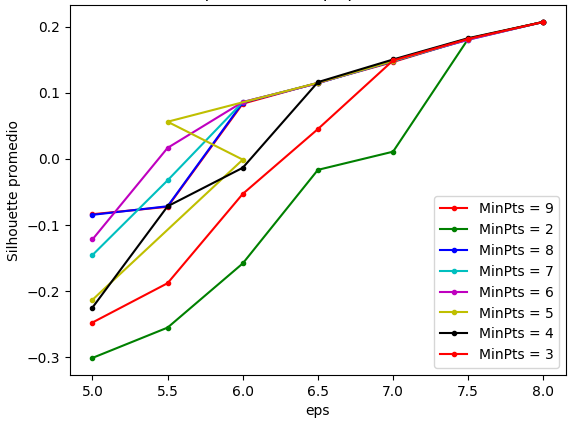 0.2
0.1
0.0
−0.1
−0.2
−0.3
Silhouette promedio
5.0 5.5 6.0 6.5 7.0 7.5 8.0
eps
MinPts = 9
MinPts = 2
MinPts = 8
MinPts = 7
MinPts = 6
MinPts = 5
MinPts = 4
MinPts = 3